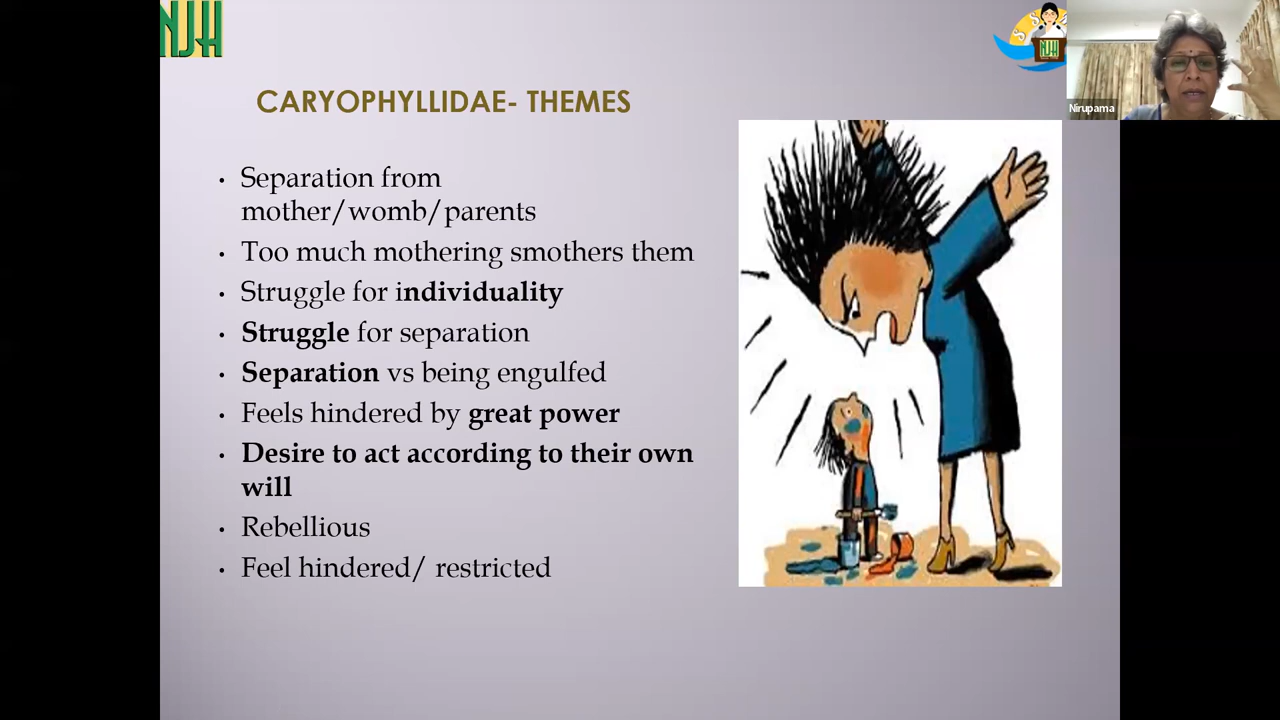 NJH
S S
NJH
Nirupama
CARYOPHYLLIDAE- THEMES
• Separation from
mother/womb/parents
• Too much mothering smothers them
• Struggle for individuality
• Struggle for separation
• Separation vs being engulfed
• Feels hindered by great power
• Desire to act according to their own
will
• Rebellious
• Feel hindered/ restricted